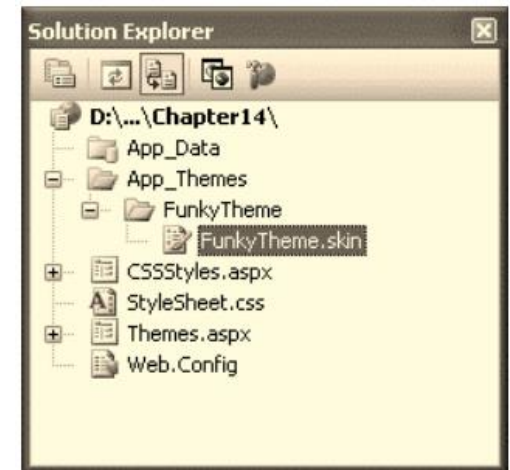 Solution Explorer
D:\...\Chapter14\
App_Data
App_Themes
FunkyTheme
FunkyTheme.skin
CSSStyles.aspx
StyleSheet.css
Themes.aspx
Web.Config